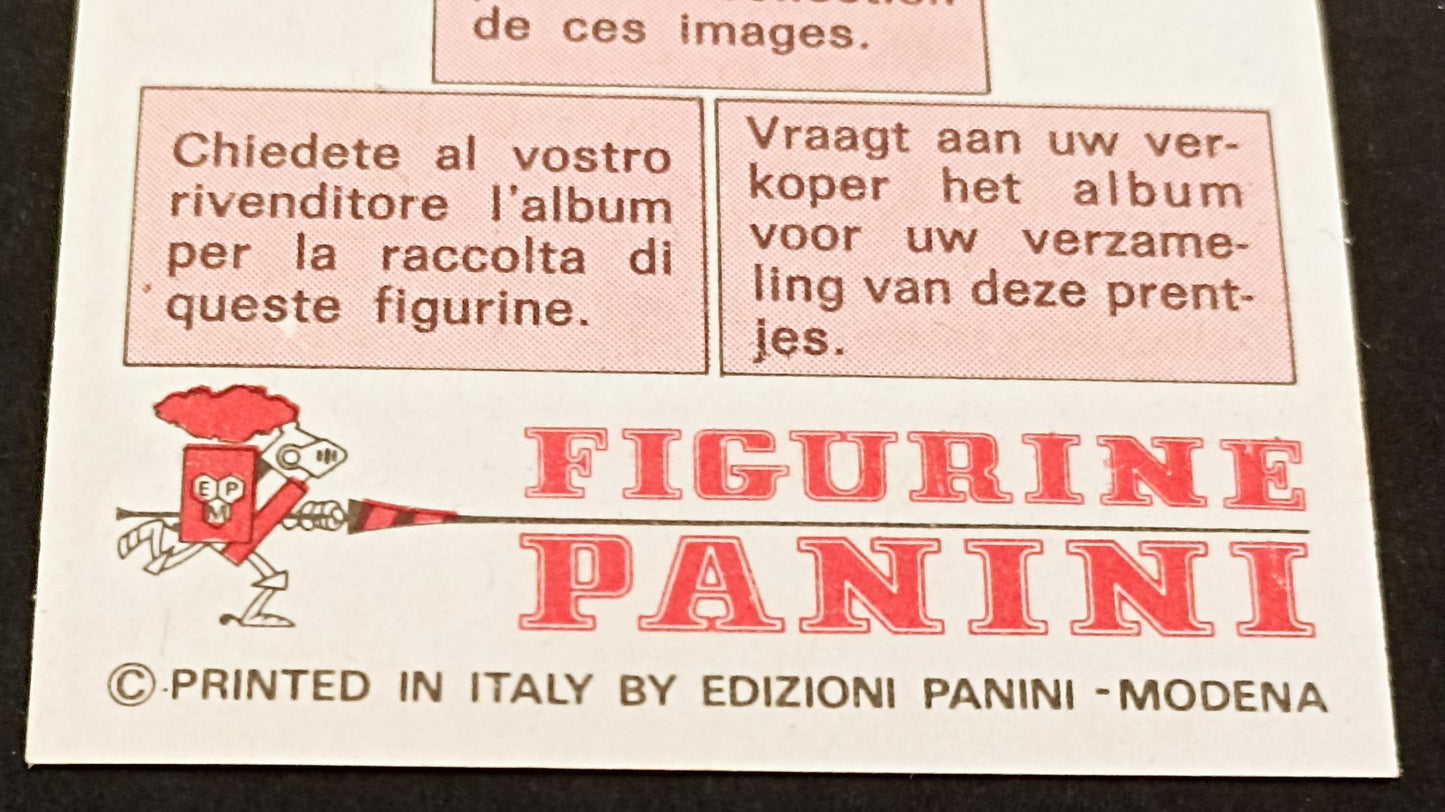 de ces images.
Chiedete al vostro
rivenditore l'album
per la raccolta di
queste figurine.
Vraagt aan uw ver-
koper het album
voor uw verzame-
ling van deze prent-
jes.
E P
M
FIGURINE
PANINI
© PRINTED IN ITALY BY EDIZIONI PANINI - MODENA